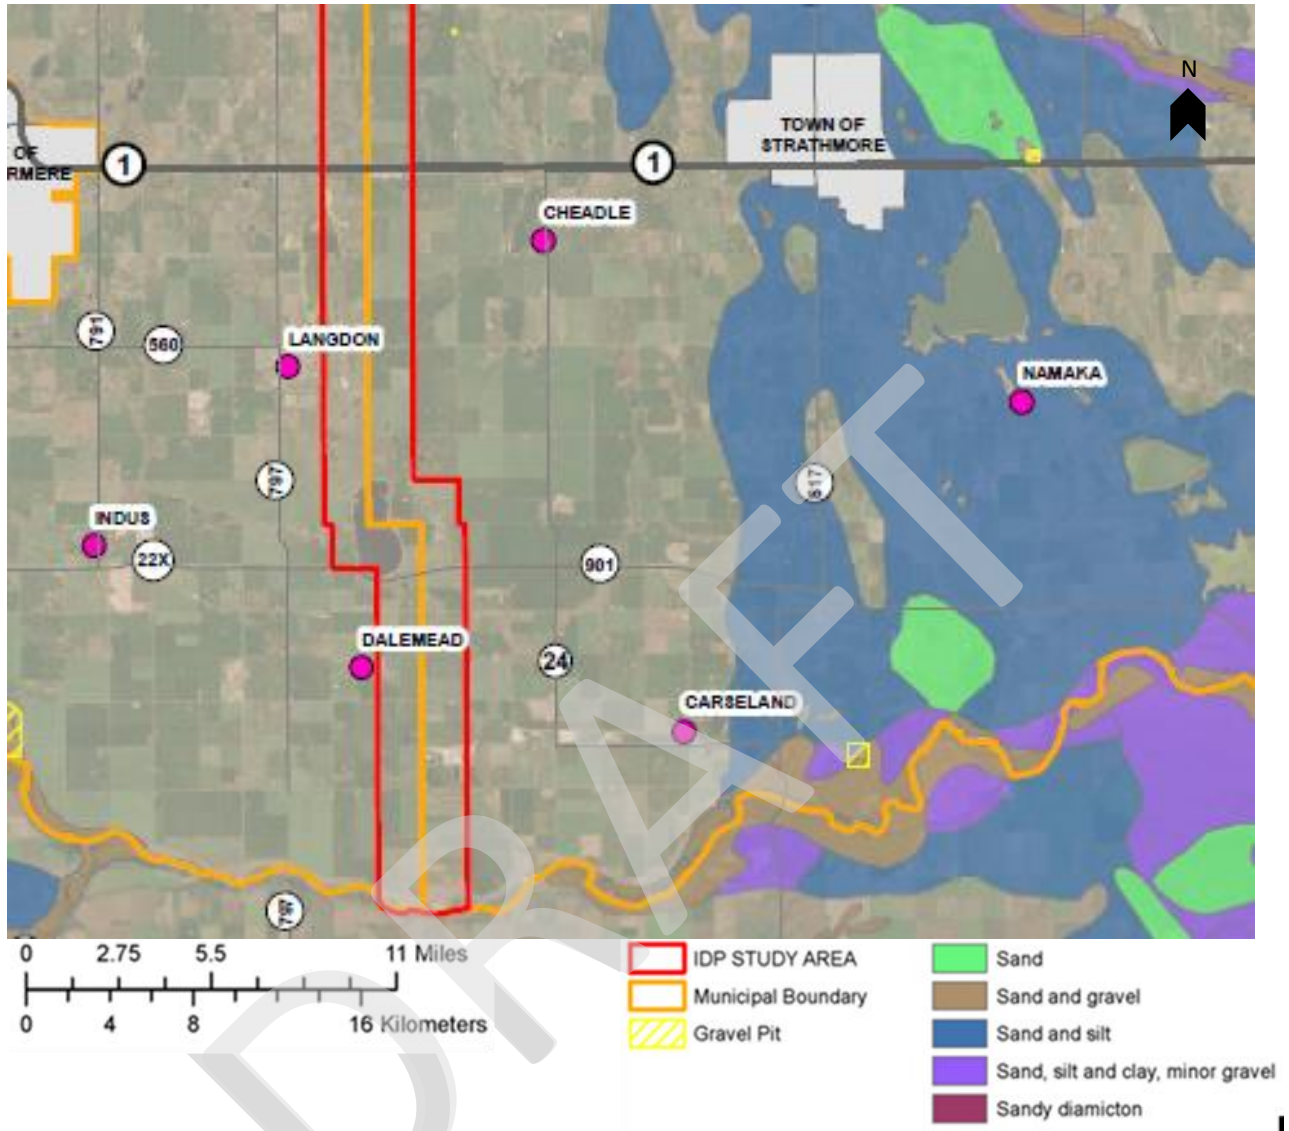 N
TOWN OF
STRATHMORE
OF
RMERE
1
1
CHEADLE
791
560
LANGDON
NAMAKA
797
817
INDUS
22X
901
DALEMEAD
24
CARSELAND
797
DRAFT
0 2.75 5.5 11 Miles
0 4 8 16 Kilometers
IDP STUDY AREA
Municipal Boundary
Gravel Pit
Sand
Sand and gravel
Sand and silt
Sand, silt and clay, minor gravel
Sandy diamicton